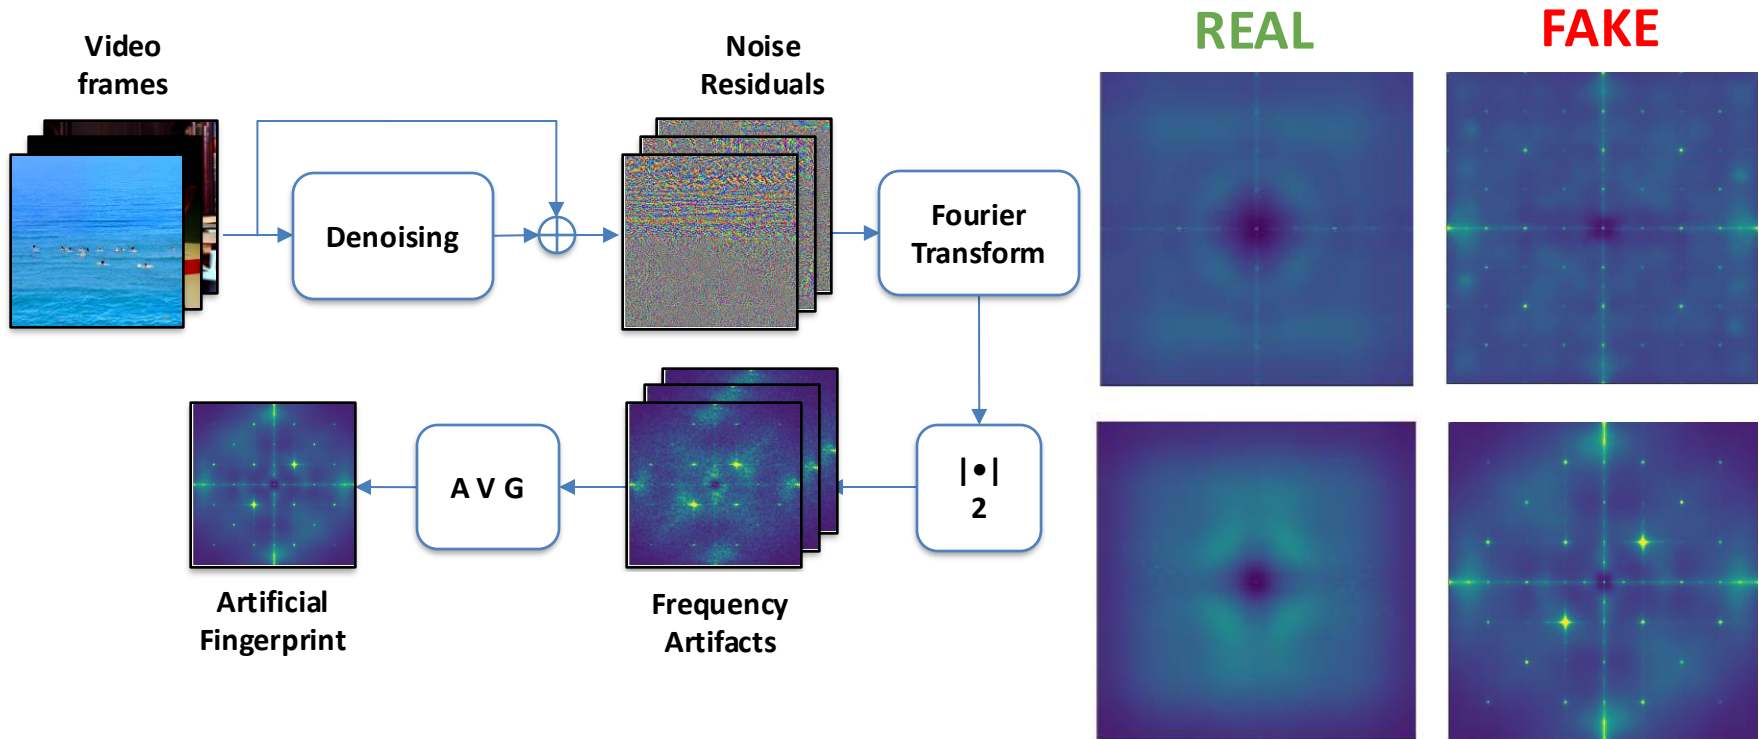 Video
frames
Noise
Residuals
REAL
FAKE
Denoising
Fourier
Transform
|•|
2
A V G
Artificial
Fingerprint
Frequency
Artifacts